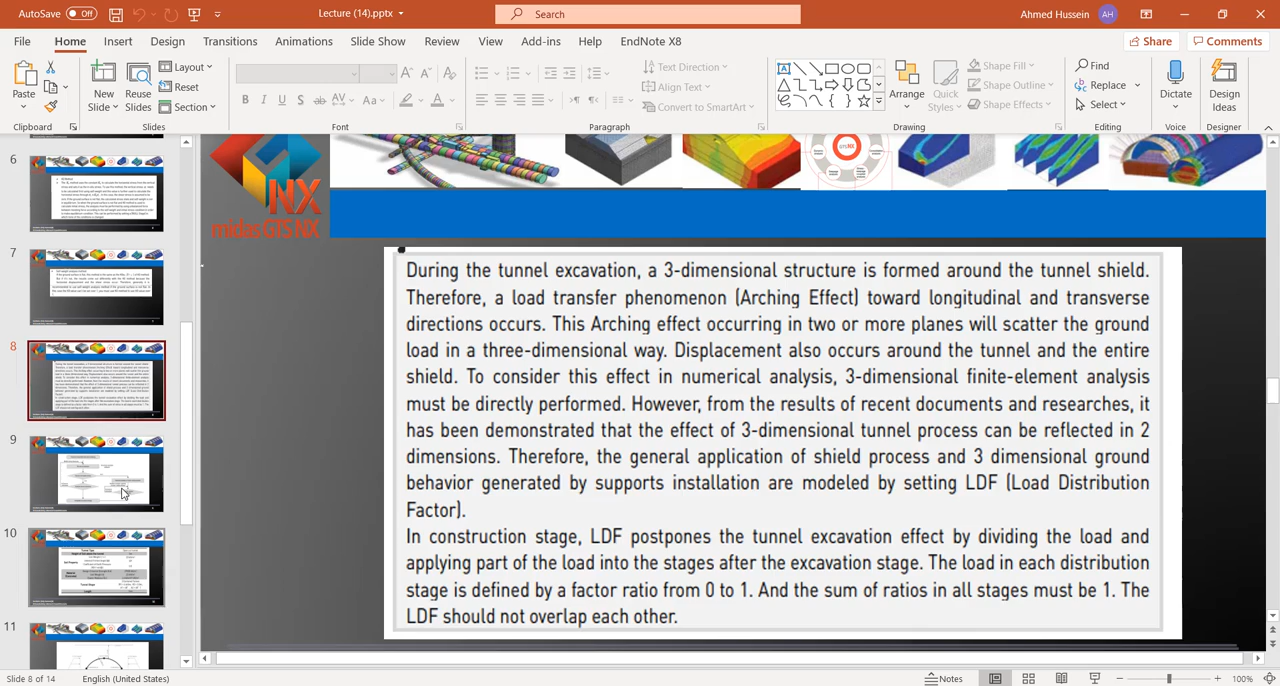 AutoSave Off Lecture (14).pptx Search Ahmed Hussein AH
File Home Insert Design Transitions Animations Slide Show Review View Add-ins Help EndNote X8 Share Comments
Paste New Slide Reuse Slides Layout Reset Section
Text Direction Align Text Convert to SmartArt
Arrange Quick Styles Shape Fill Shape Outline Shape Effects
Find Replace Select Dictate Design Ideas
Clipboard Slides Font Paragraph Drawing Editing Voice Designer
6
7
8
9
10
11
GTSNX
NX
midas GTS NX
During the tunnel excavation, a 3-dimensional structure is formed around the tunnel shield.
Therefore, a load transfer phenomenon (Arching Effect) toward longitudinal and transverse
directions occurs. This Arching effect occurring in two or more planes will scatter the ground
load in a three-dimensional way. Displacement also occurs around the tunnel and the entire
shield. To consider this effect in numerical analysis, 3-dimensional finite-element analysis
must be directly performed. However, from the results of recent documents and researches, it
has been demonstrated that the effect of 3-dimensional tunnel process can be reflected in 2
dimensions. Therefore, the general application of shield process and 3 dimensional ground
behavior generated by supports installation are modeled by setting LDF (Load Distribution
Factor).
In construction stage, LDF postpones the tunnel excavation effect by dividing the load and
applying part of the load into the stages after the excavation stage. The load in each distribution
stage is defined by a factor ratio from 0 to 1. And the sum of ratios in all stages must be 1. The
LDF should not overlap each other.
Slide 8 of 14 English (United States) Notes 100%